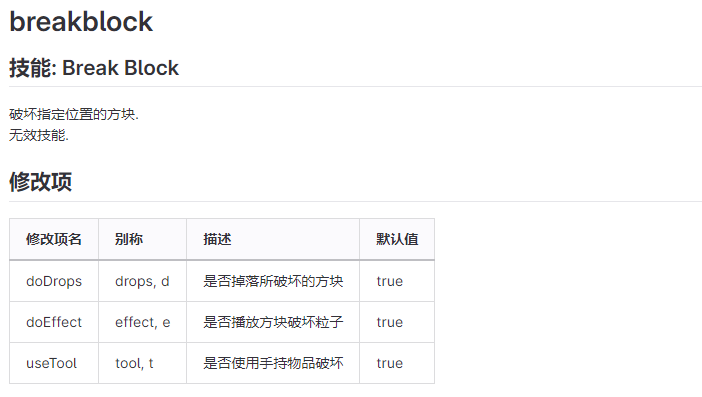 breakblock
技能: Break Block
破坏指定位置的方块.
无效技能.
修改项
修改项名 别称 描述 默认值
doDrops drops, d 是否掉落所破坏的方块 true
doEffect effect, e 是否播放方块破坏粒子 true
useTool tool, t 是否使用手持物品破坏 true